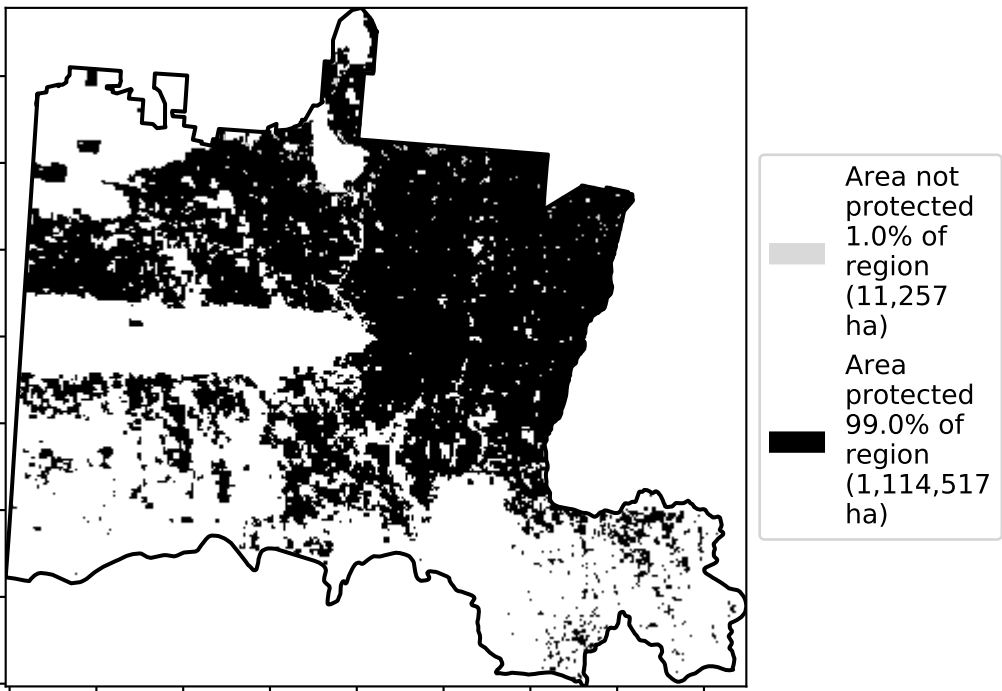 Area not
protected
1.0% of
region
(11,257
ha)
Area
protected
99.0% of
region
(1,114,517
ha)